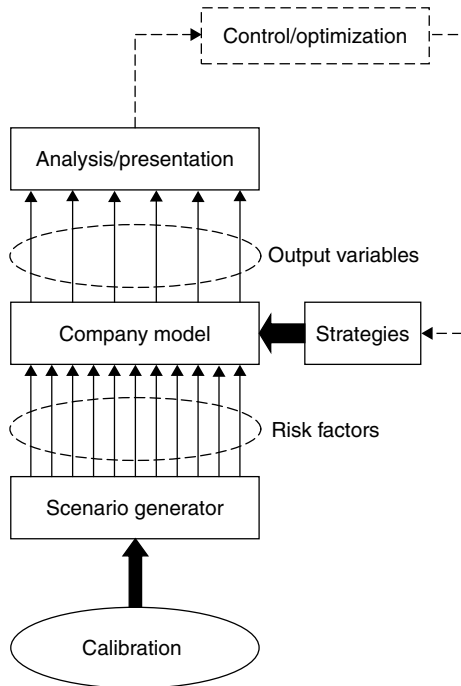 Control/optimization
Analysis/presentation
Output variables
Company model
Strategies
Risk factors
Scenario generator
Calibration